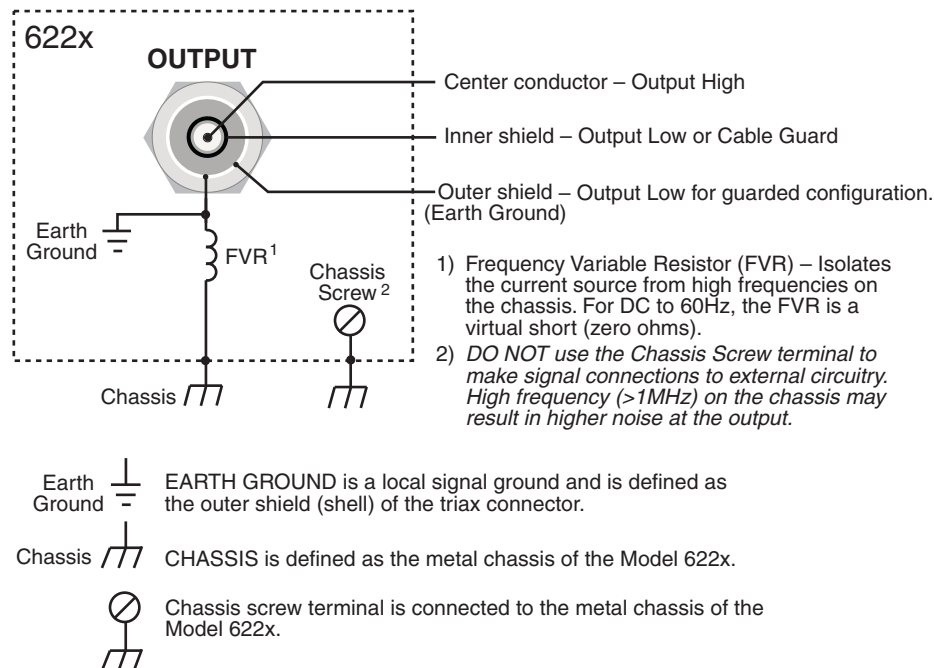 622x
OUTPUT
Center conductor – Output High
Inner shield – Output Low or Cable Guard
Outer shield – Output Low for guarded configuration.
(Earth Ground)
Earth
Ground
FVR1
Chassis
Screw 2
Chassis
1) Frequency Variable Resistor (FVR) – Isolates
the current source from high frequencies on
the chassis. For DC to 60Hz, the FVR is a
virtual short (zero ohms).
2) DO NOT use the Chassis Screw terminal to
make signal connections to external circuitry.
High frequency (>1MHz) on the chassis may
result in higher noise at the output.
Earth
Ground
EARTH GROUND is a local signal ground and is defined as
the outer shield (shell) of the triax connector.
Chassis
CHASSIS is defined as the metal chassis of the Model 622x.
Chassis screw terminal is connected to the metal chassis of the
Model 622x.